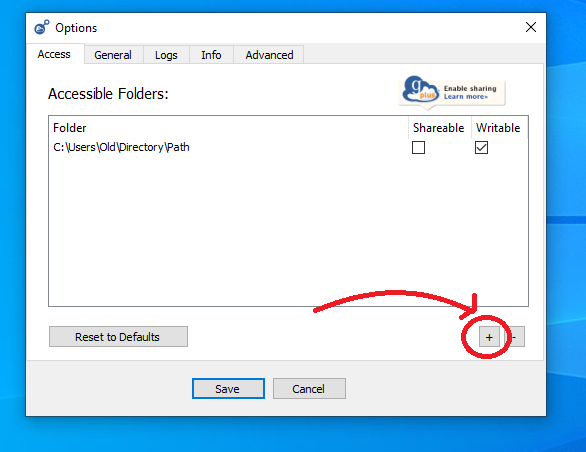 Options
Access General Logs Info Advanced
Accessible Folders:
g plus Enable sharing
Learn more»
Folder Shareable Writable
C:\Users\Old\Directory\Path
Reset to Defaults + -
Save Cancel